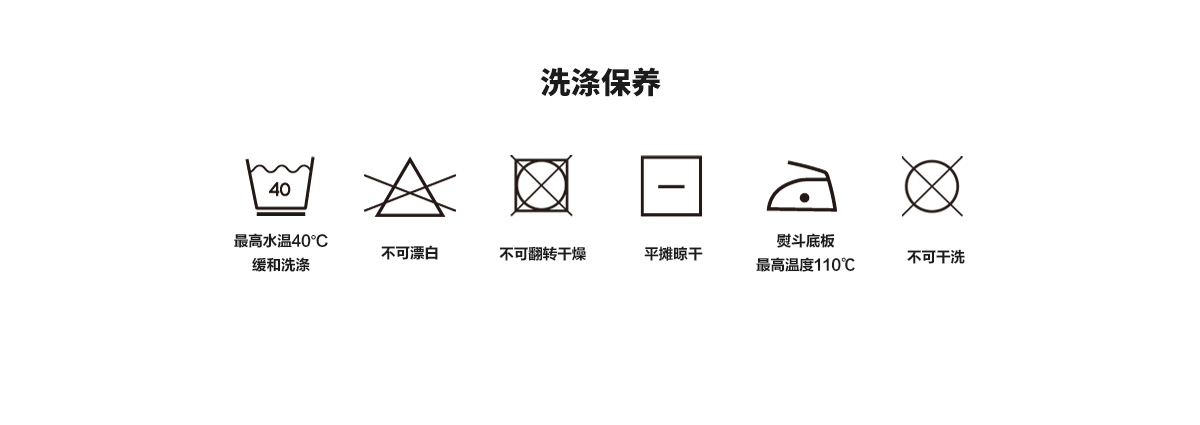 洗涤保养
40
最高水温40°C
缓和洗涤
不可漂白
不可翻转干燥
平摊晾干
熨斗底板
最高温度110℃
不可干洗